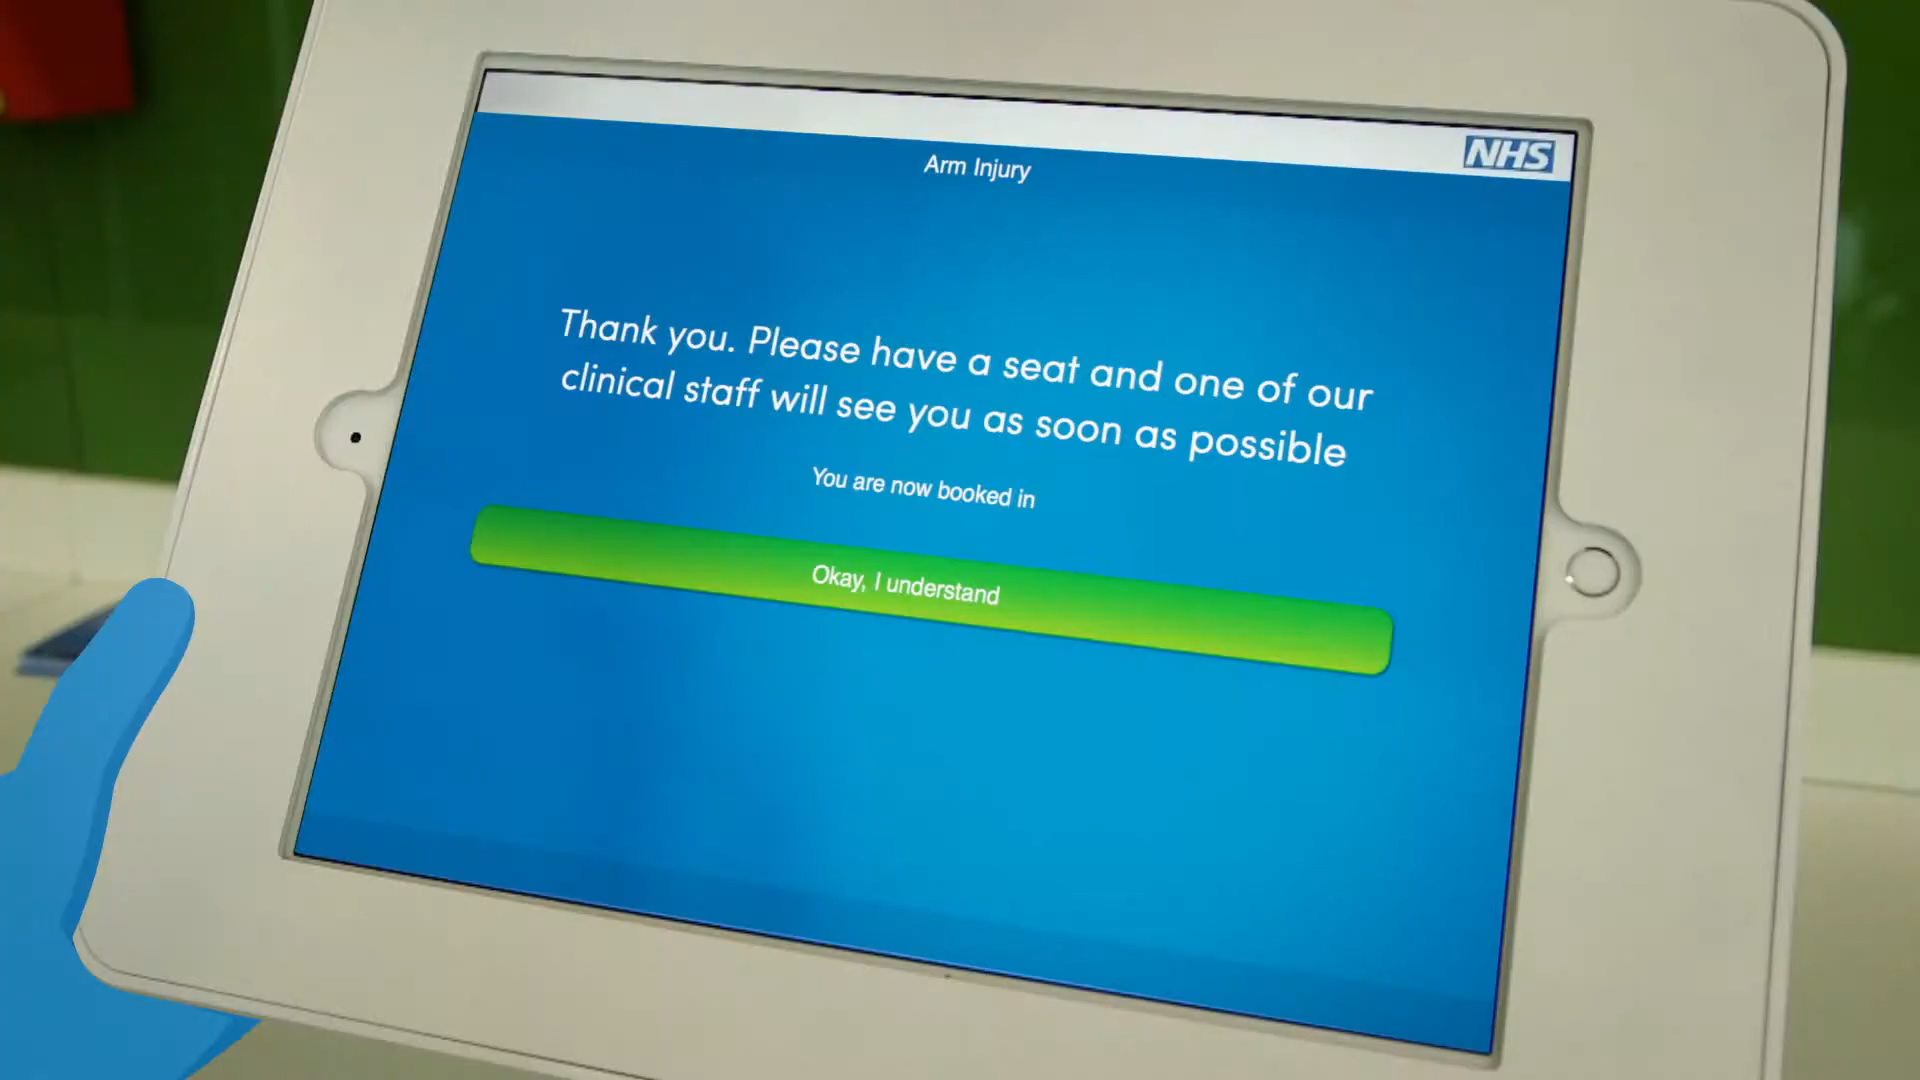 NHS
Arm Injury
Thank you. Please have a seat and one of our
clinical staff will see you as soon as possible
You are now booked in
Okay, I understand